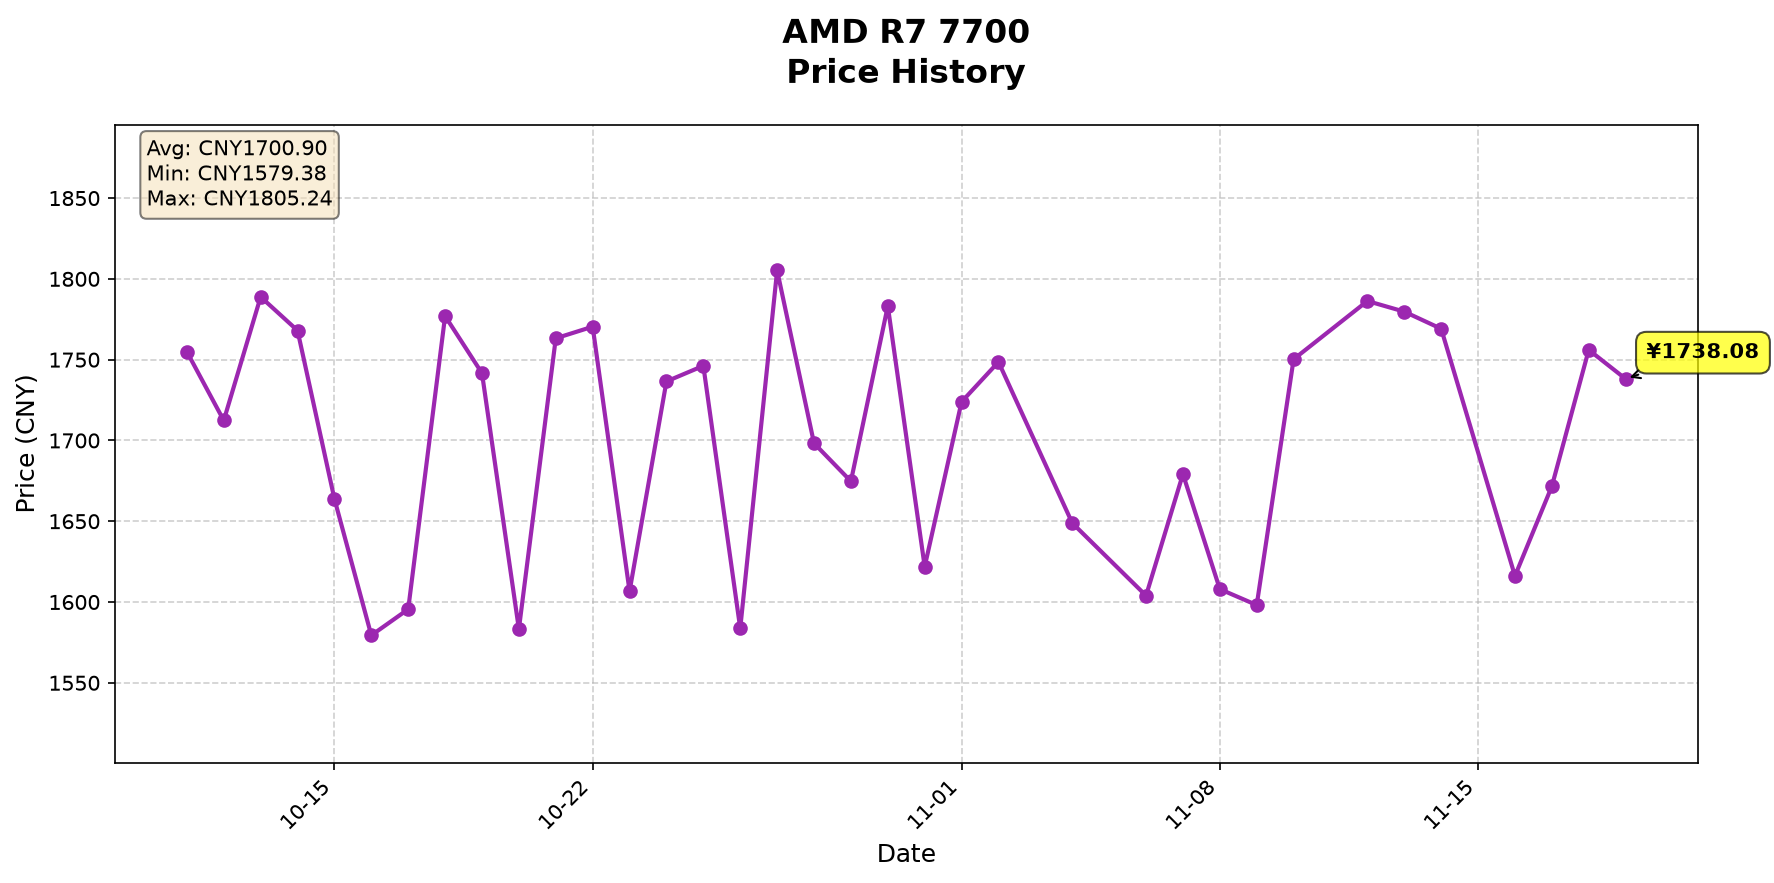 AMD R7 7700
Price History
Avg: CNY1700.90
Min: CNY1579.38
Max: CNY1805.24
¥1738.08
Price (CNY)
1850
1800
1750
1700
1650
1600
1550
10-15
10-22
11-01
11-08
11-15
Date